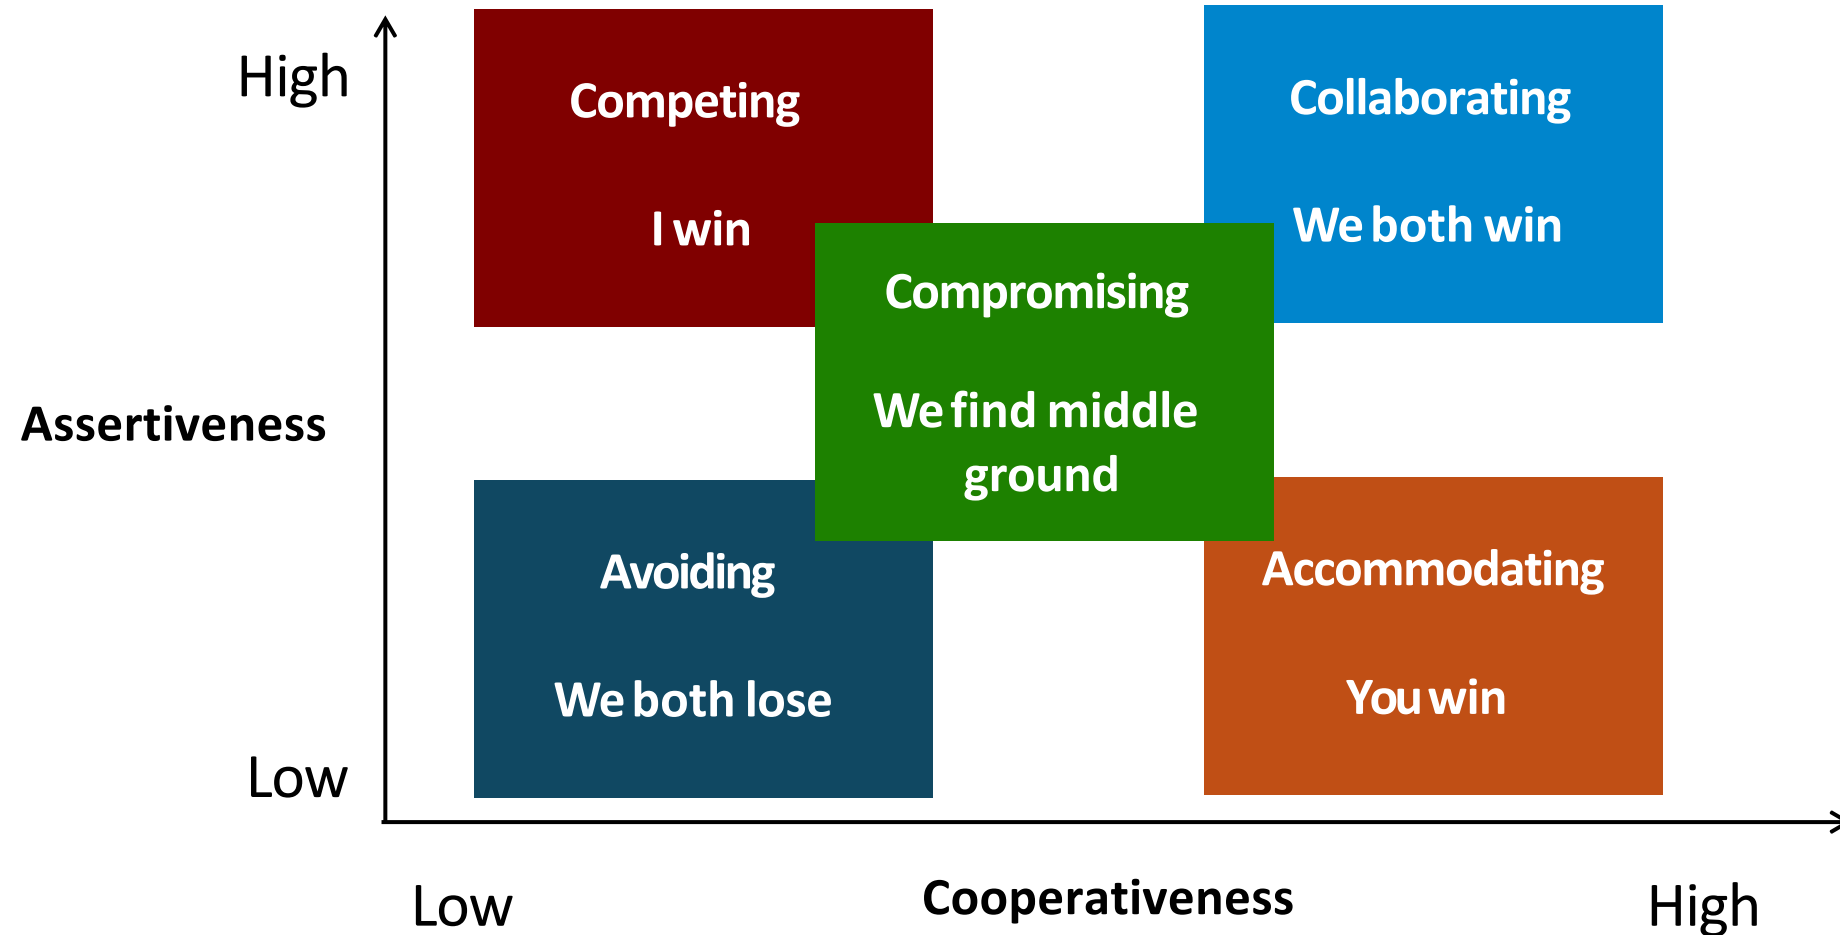 High
Competing
I win
Collaborating
We both win
Compromising
We find middle
ground
Assertiveness
Avoiding
We both lose
Accommodating
You win
Low
Low
Cooperativeness
High